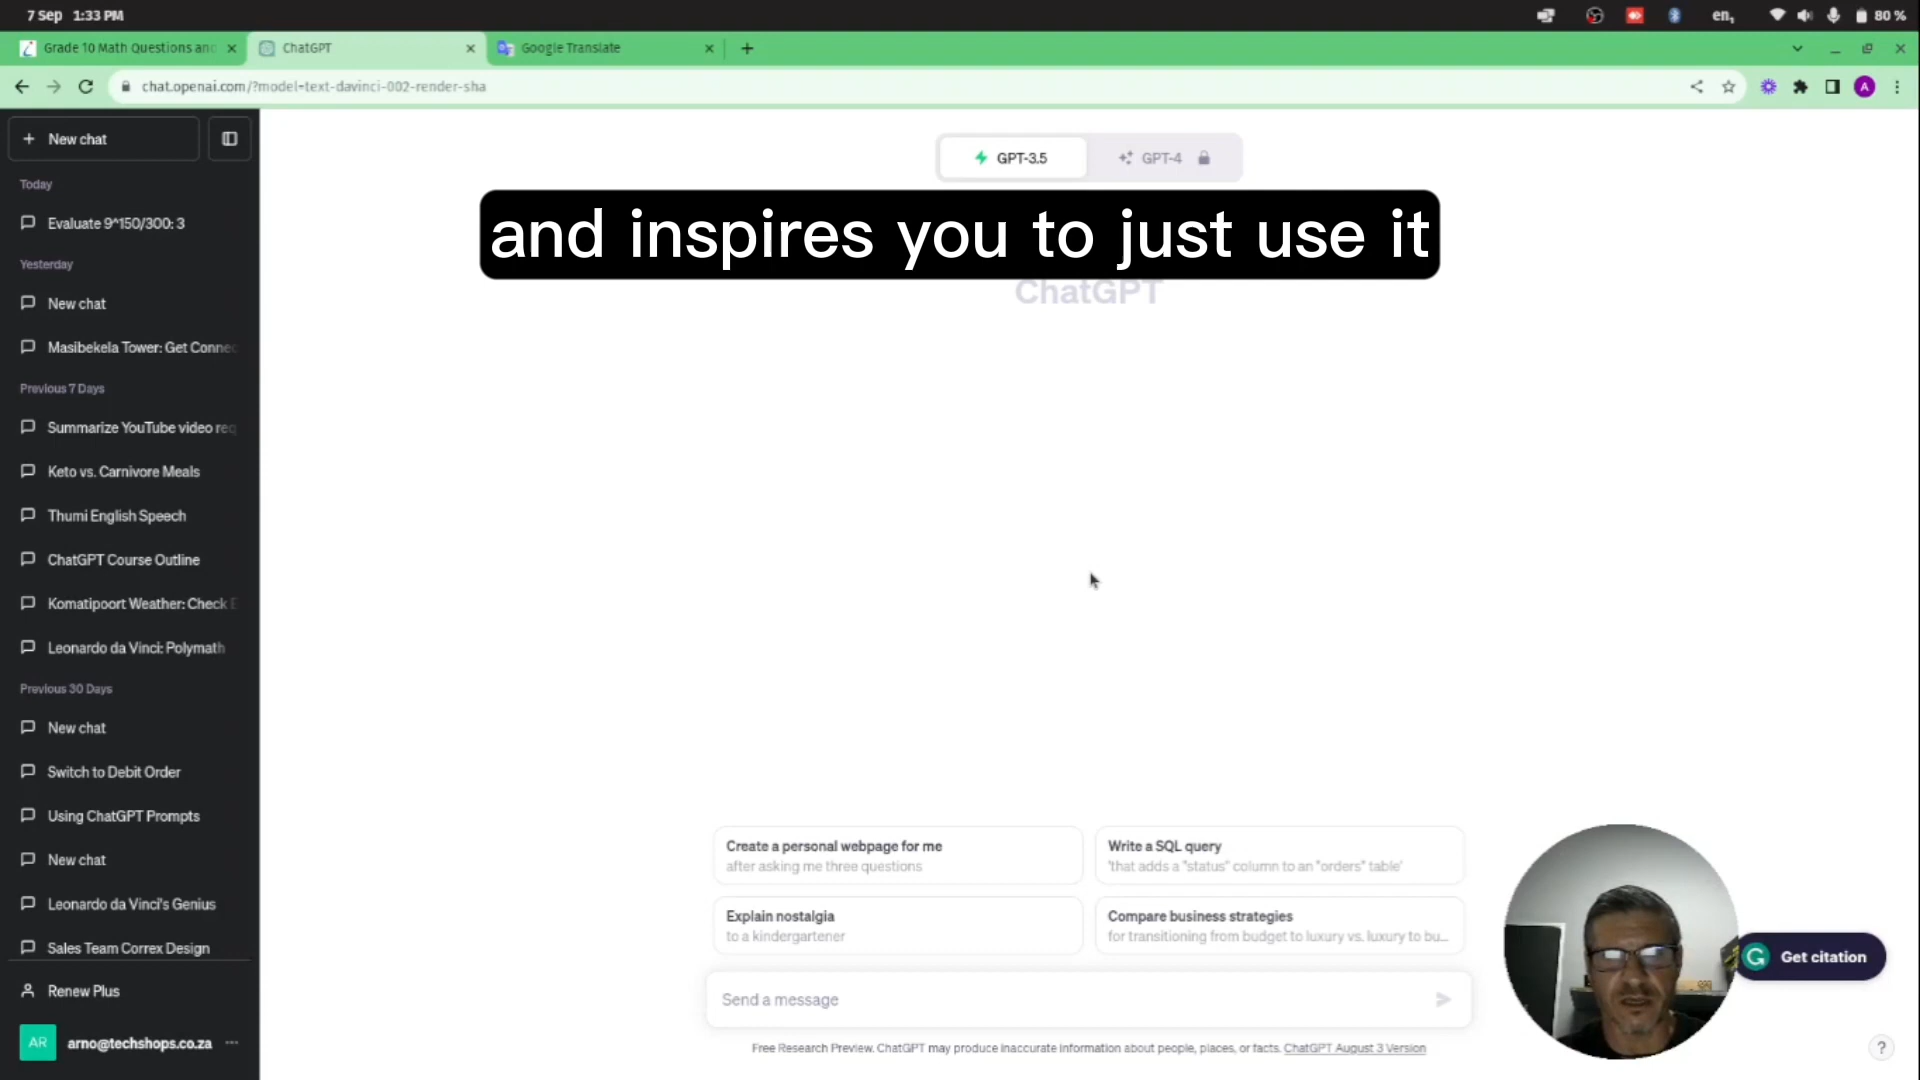 7 Sep 1:33 PM
en₁
80 %
Grade 10 Math Questions and
ChatGPT
Google Translate
chat.openai.com/?model=text-davinci-002-render-sha
A
New chat
GPT-3.5
GPT-4
and inspires you to just use it
ChatGPT
Today
Evaluate 9^150/300: 3
Yesterday
New chat
Masibekela Tower: Get Connec
Previous 7 Days
Summarize YouTube video req
Keto vs. Carnivore Meals
Thumi English Speech
ChatGPT Course Outline
Komatipoort Weather: Check
Leonardo da Vinci: Polymath
Previous 30 Days
New chat
Switch to Debit Order
Using ChatGPT Prompts
New chat
Leonardo da Vinci's Genius
Sales Team Correx Design
Renew Plus
AR
arno@techshops.co.za
Create a personal webpage for me
after asking me three questions
Write a SQL query
'that adds a "status" column to an "orders" table'
Explain nostalgia
to a kindergartener
Compare business strategies
for transitioning from budget to luxury vs. luxury to bu...
Send a message
Free Research Preview. ChatGPT may produce inaccurate information about people, places, or facts. ChatGPT August 3 Version
G
Get citation
?